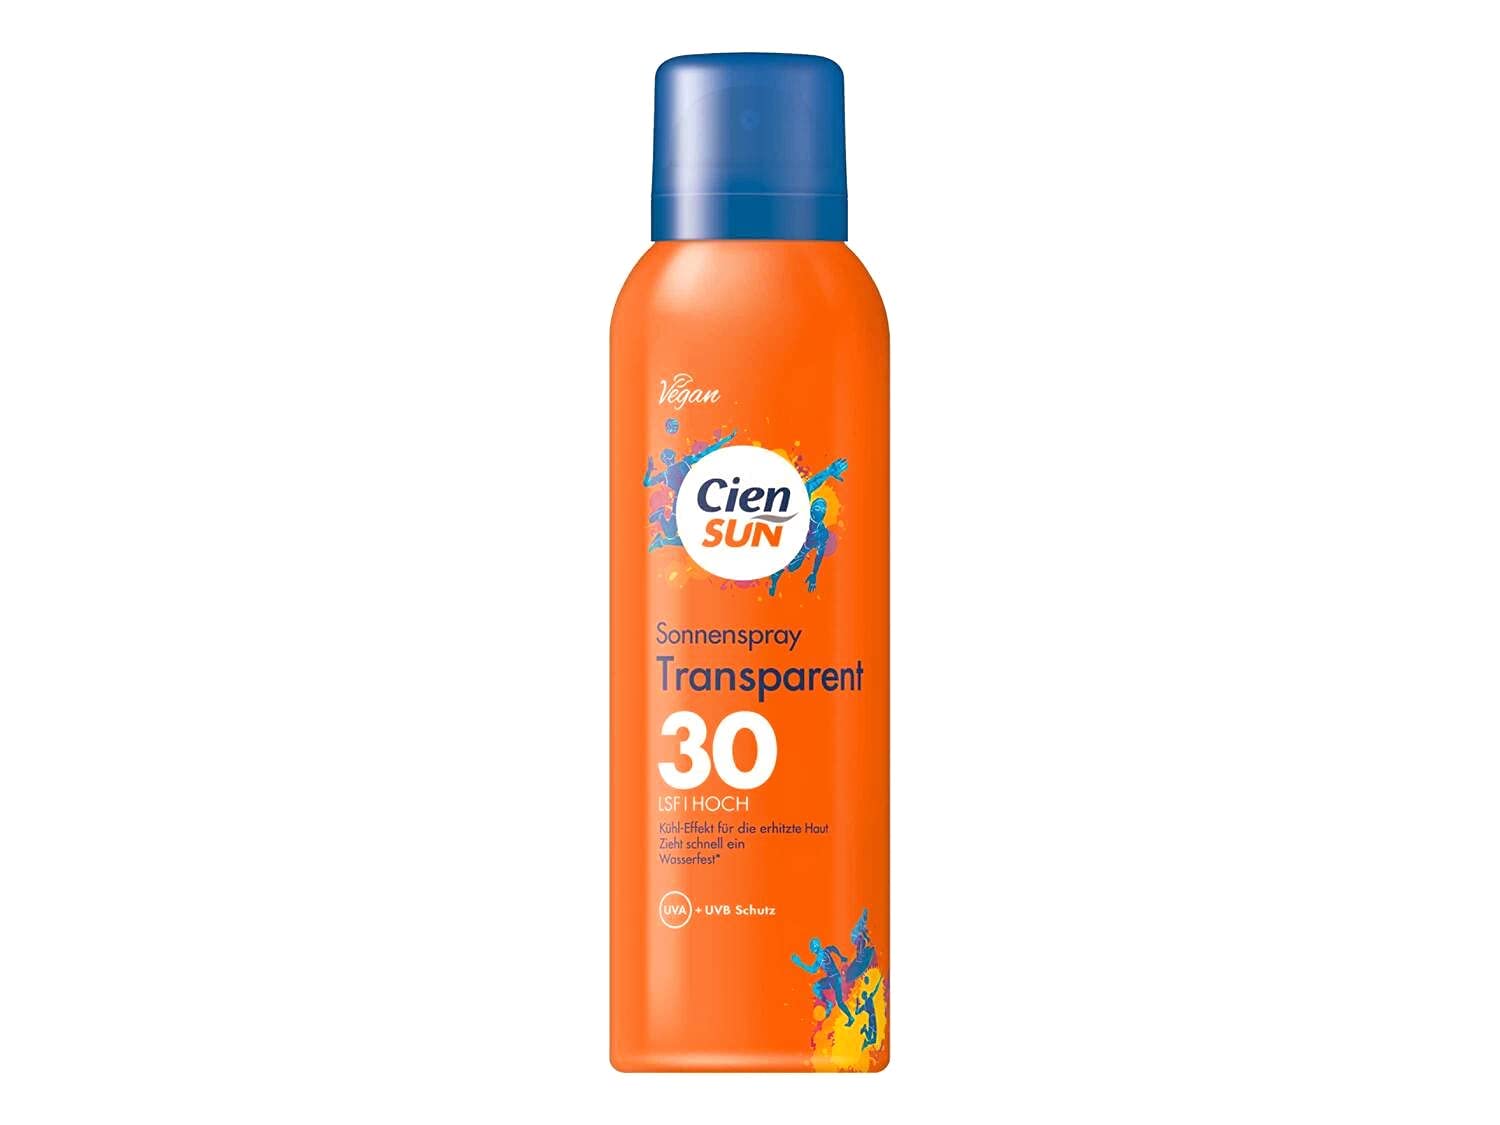 Vegan
Cien
SUN
Sonnenspray
Transparent
30
LSF | HOCH
Kühl-Effekt für die erhitzte Haut
Zieht schnell ein
Wasserfest*
UVA + UVB Schutz